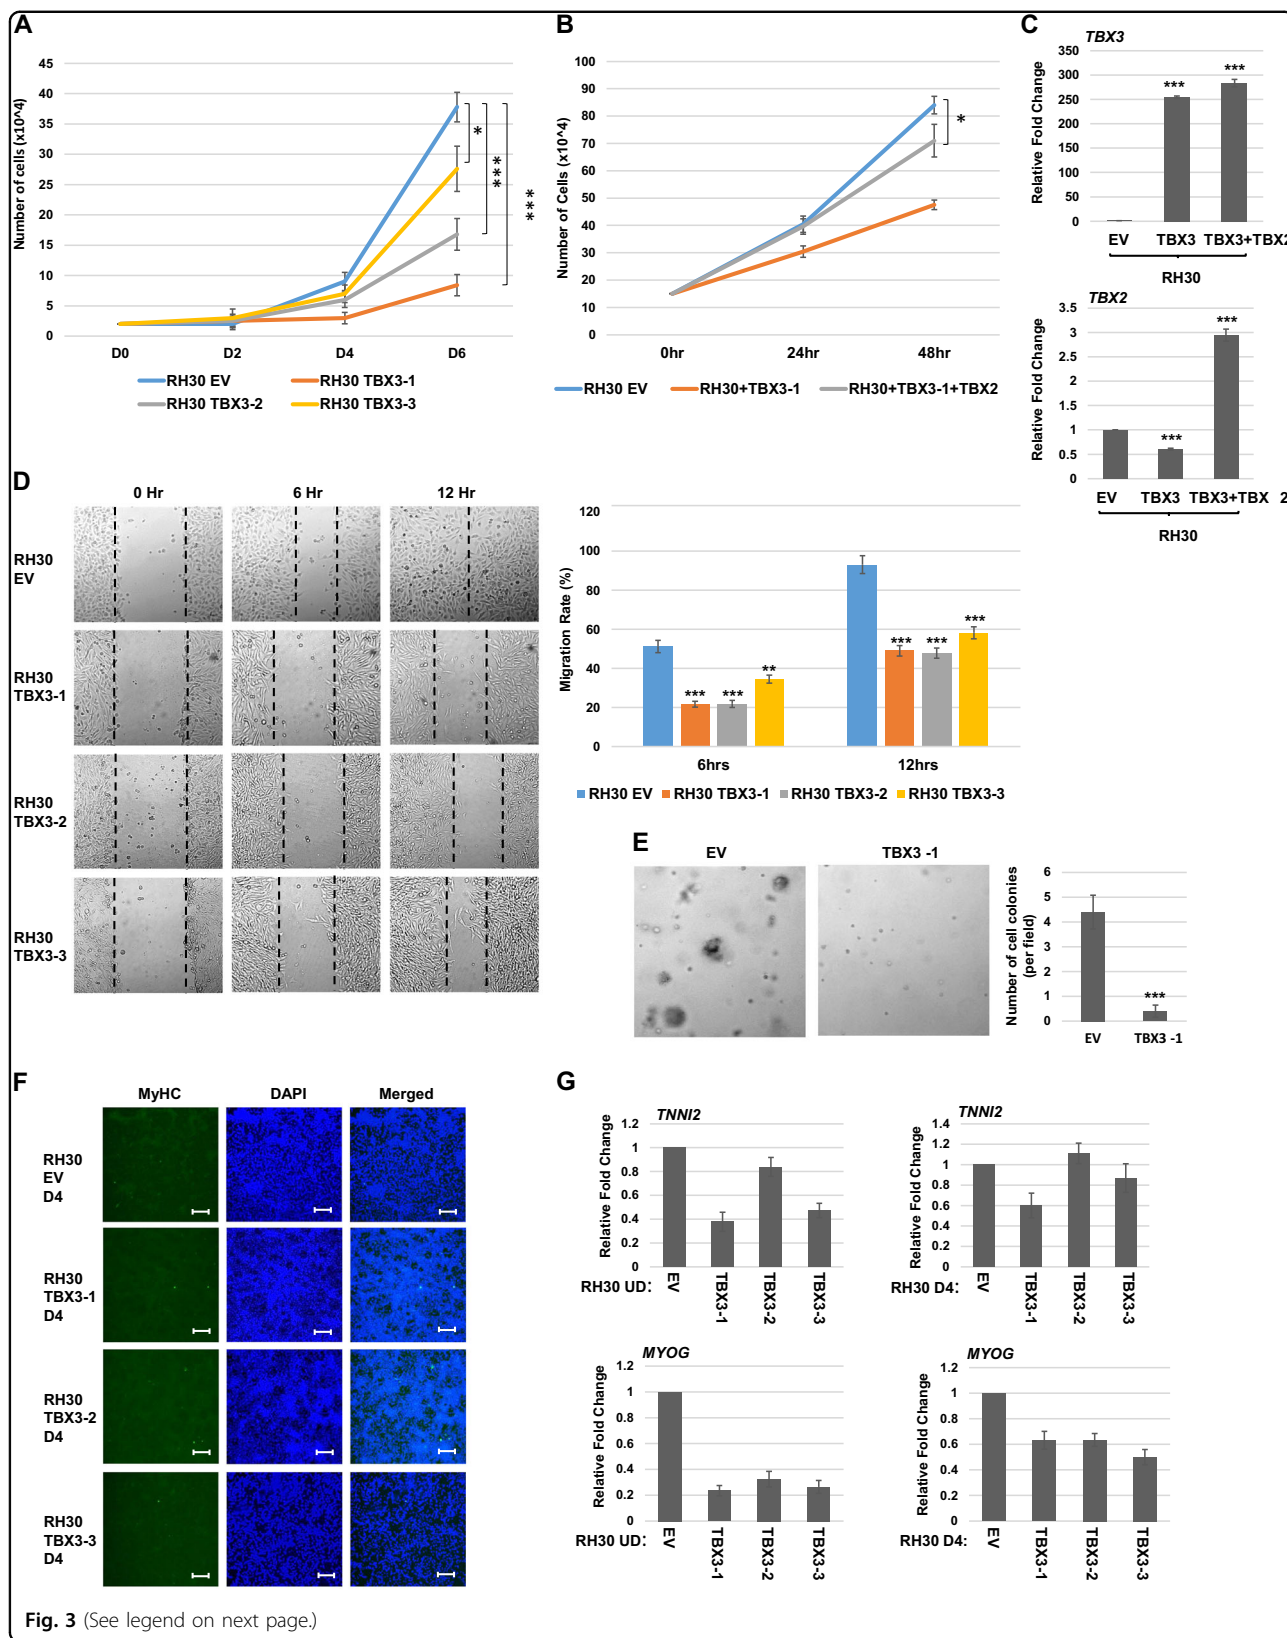 A
Number of cells (x10^4)
45
40
35
30
25
20
15
10
5
0
D0 D2 D4 D6
*
***
***
RH30 EV RH30 TBX3-1
RH30 TBX3-2 RH30 TBX3-3
B
Number of Cells (x10^4)
100
90
80
70
60
50
40
30
20
10
0
0hr 24hr 48hr
*
RH30 EV RH30+TBX3-1 RH30+TBX3-1+TBX2
C
TBX3
Relative Fold Change
350
300
250
200
150
100
50
0
*** ***
EV TBX3 TBX3+TBX2
RH30
TBX2
Relative Fold Change
3.5
3
2.5
2
1.5
1
0.5
0
*** ***
EV TBX3 TBX3+TBX 2
RH30
D
0 Hr 6 Hr 12 Hr
RH30
EV
RH30
TBX3-1
RH30
TBX3-2
RH30
TBX3-3
Migration Rate (%)
120
100
80
60
40
20
0
*** *** **
*** *** ***
6hrs 12hrs
RH30 EV RH30 TBX3-1 RH30 TBX3-2 RH30 TBX3-3
E
EV TBX3 -1
Number of cell colonies
(per field)
6
5
4
3
2
1
0
***
EV TBX3 -1
F
MyHC DAPI Merged
RH30
EV
D4
RH30
TBX3-1
D4
RH30
TBX3-2
D4
RH30
TBX3-3
D4
G
TNNI2
Relative Fold Change
1.2
1
0.8
0.6
0.4
0.2
0
RH30 UD: EV TBX3-1 TBX3-2 TBX3-3
TNNI2
Relative Fold Change
1.4
1.2
1
0.8
0.6
0.4
0.2
0
RH30 D4: EV TBX3-1 TBX3-2 TBX3-3
MYOG
Relative Fold Change
1.2
1
0.8
0.6
0.4
0.2
0
RH30 UD: EV TBX3-1 TBX3-2 TBX3-3
MYOG
Relative Fold Change
1.2
1
0.8
0.6
0.4
0.2
0
RH30 D4: EV TBX3-1 TBX3-2 TBX3-3
Fig. 3 (See legend on next page.)